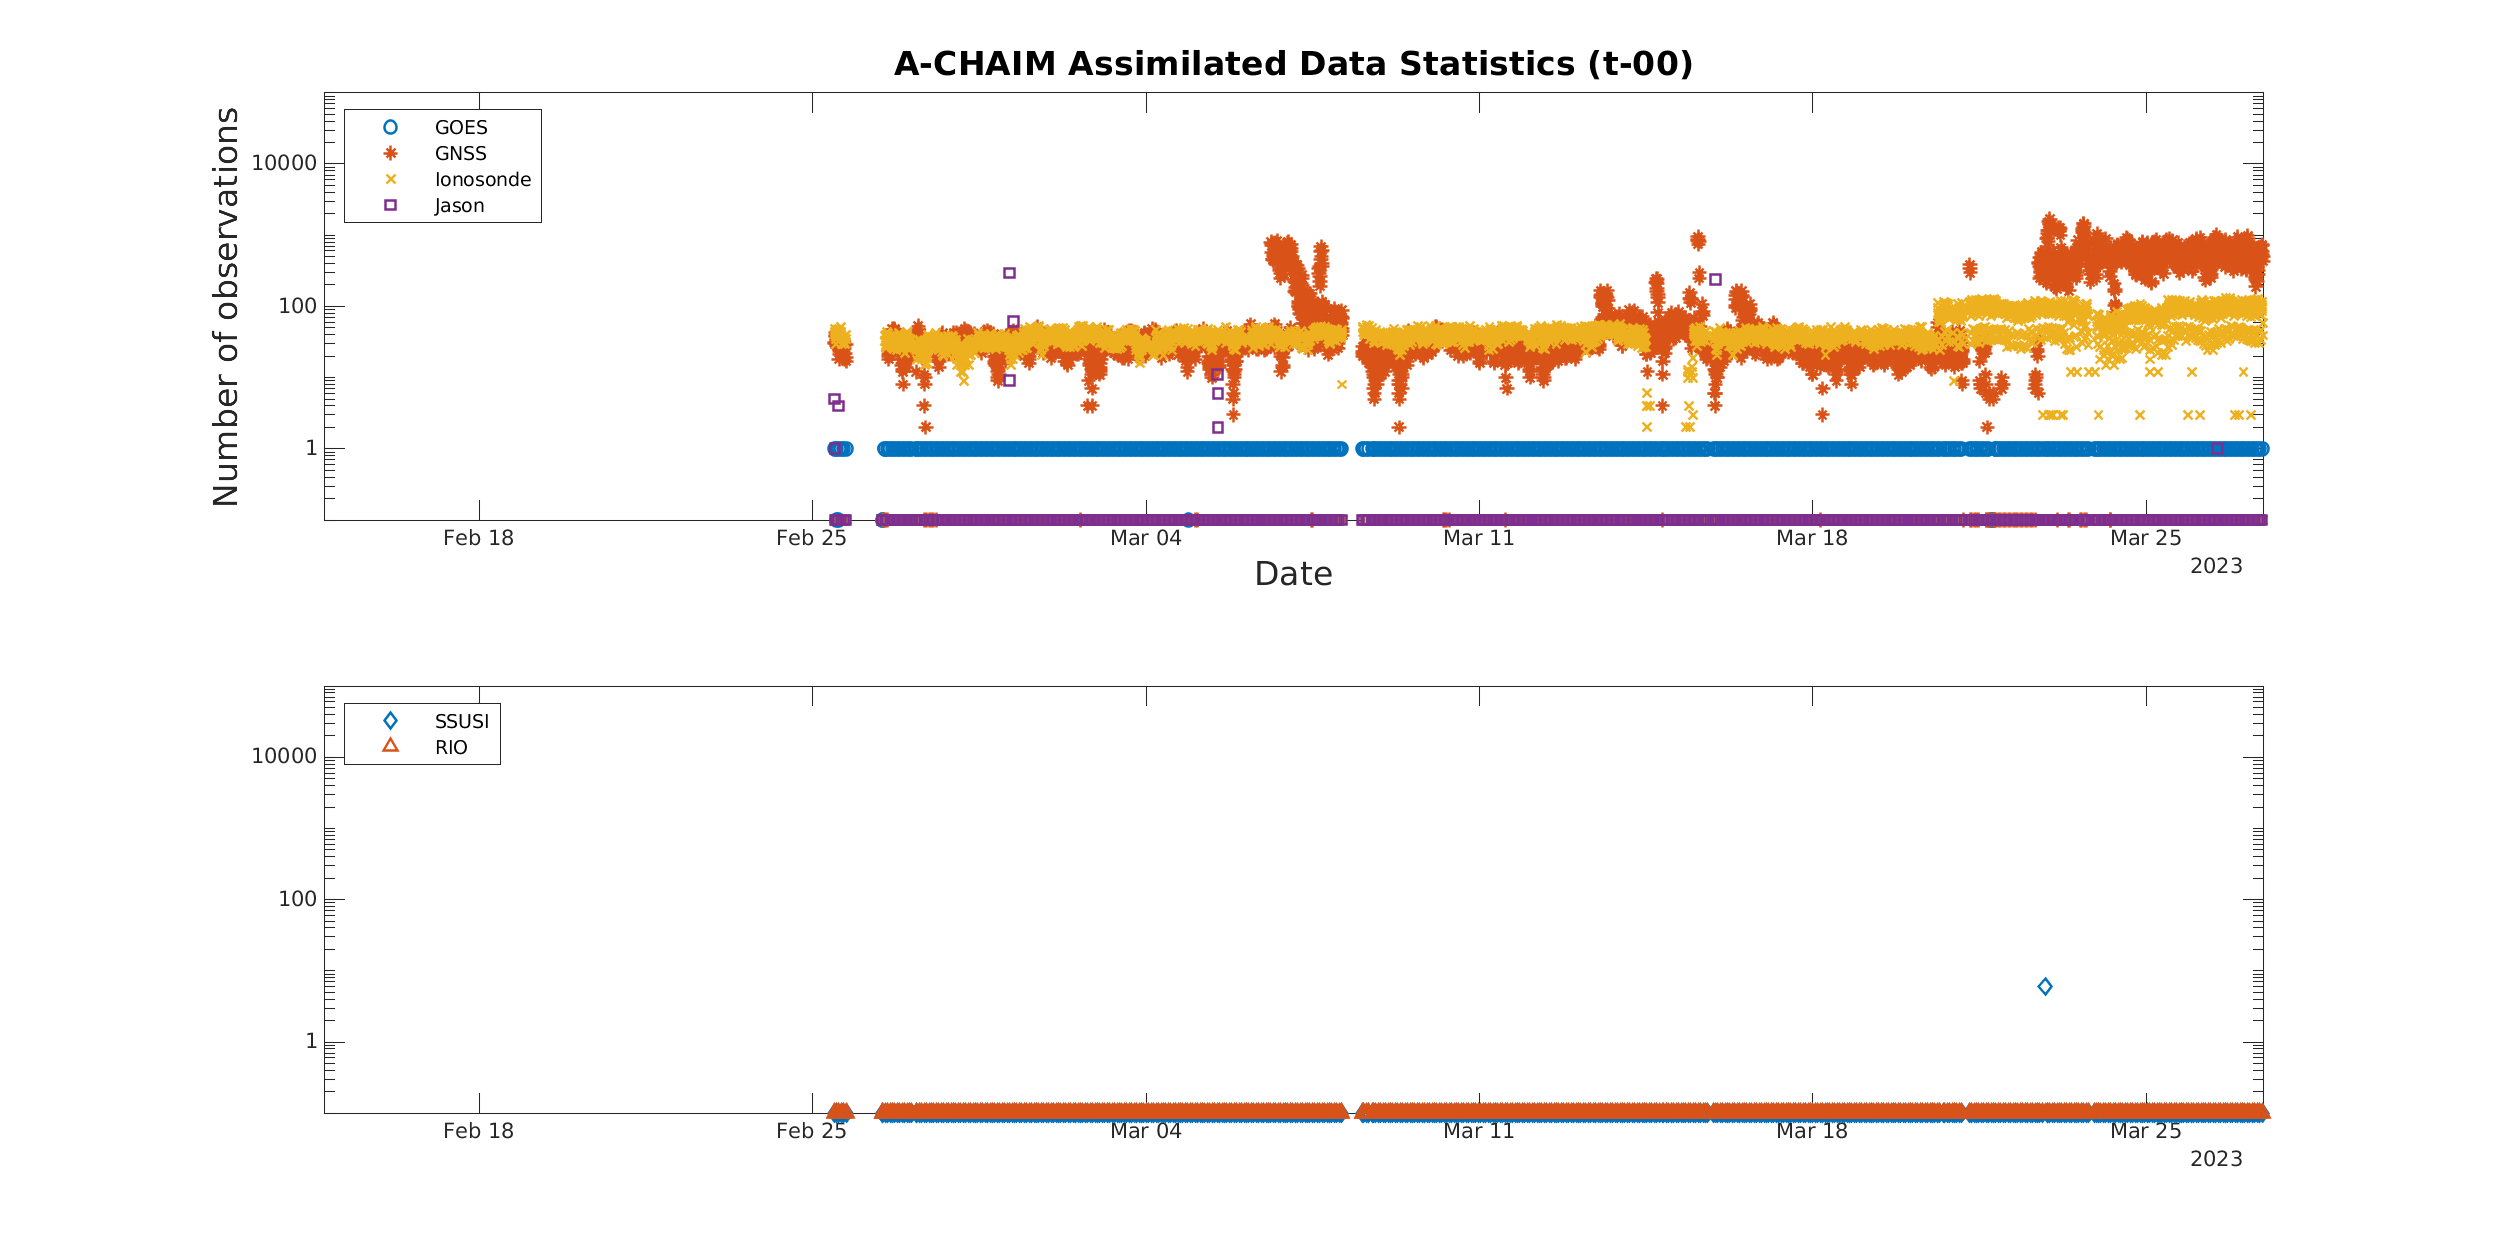 A-CHAIM Assimilated Data Statistics (t-00)
Number of observations
10000
100
1
GOES
GNSS
Ionosonde
Jason
Feb 18
Feb 25
Mar 04
Mar 11
Mar 18
Mar 25
2023
Date
10000
100
1
SSUSI
RIO
Feb 18
Feb 25
Mar 04
Mar 11
Mar 18
Mar 25
2023